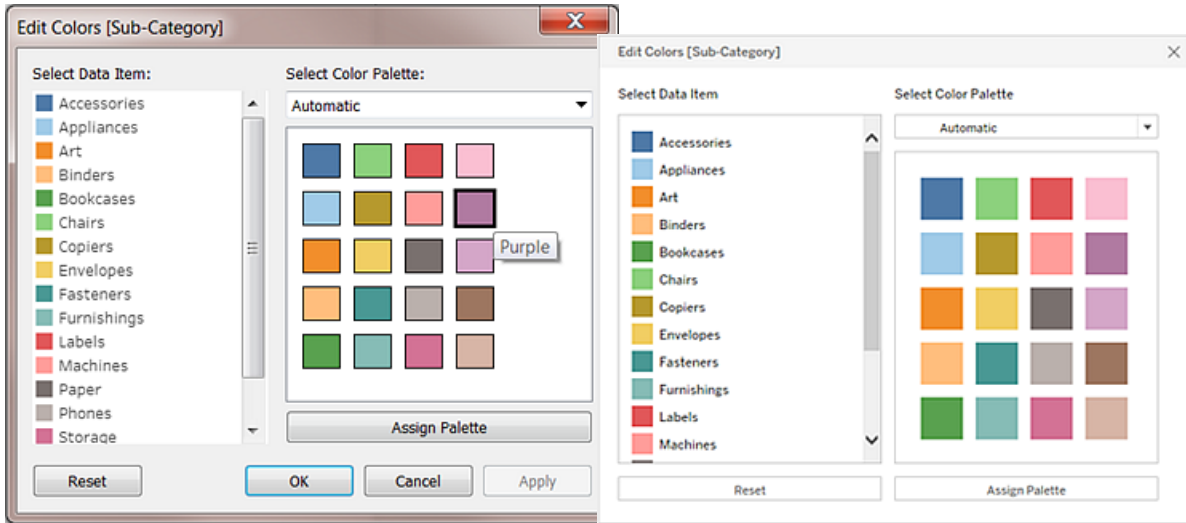 Edit Colors [Sub-Category]
X
Select Data Item:
Select Color Palette:
Accessories
Appliances
Art
Binders
Bookcases
Chairs
Copiers
Envelopes
Fasteners
Furnishings
Labels
Machines
Paper
Phones
Storage
Automatic
Purple
Assign Palette
Reset
OK
Cancel
Apply
Edit Colors [Sub-Category]
Select Data Item
Select Color Palette
Accessories
Appliances
Art
Binders
Bookcases
Chairs
Copiers
Envelopes
Fasteners
Furnishings
Labels
Machines
Automatic
Reset
Assign Palette